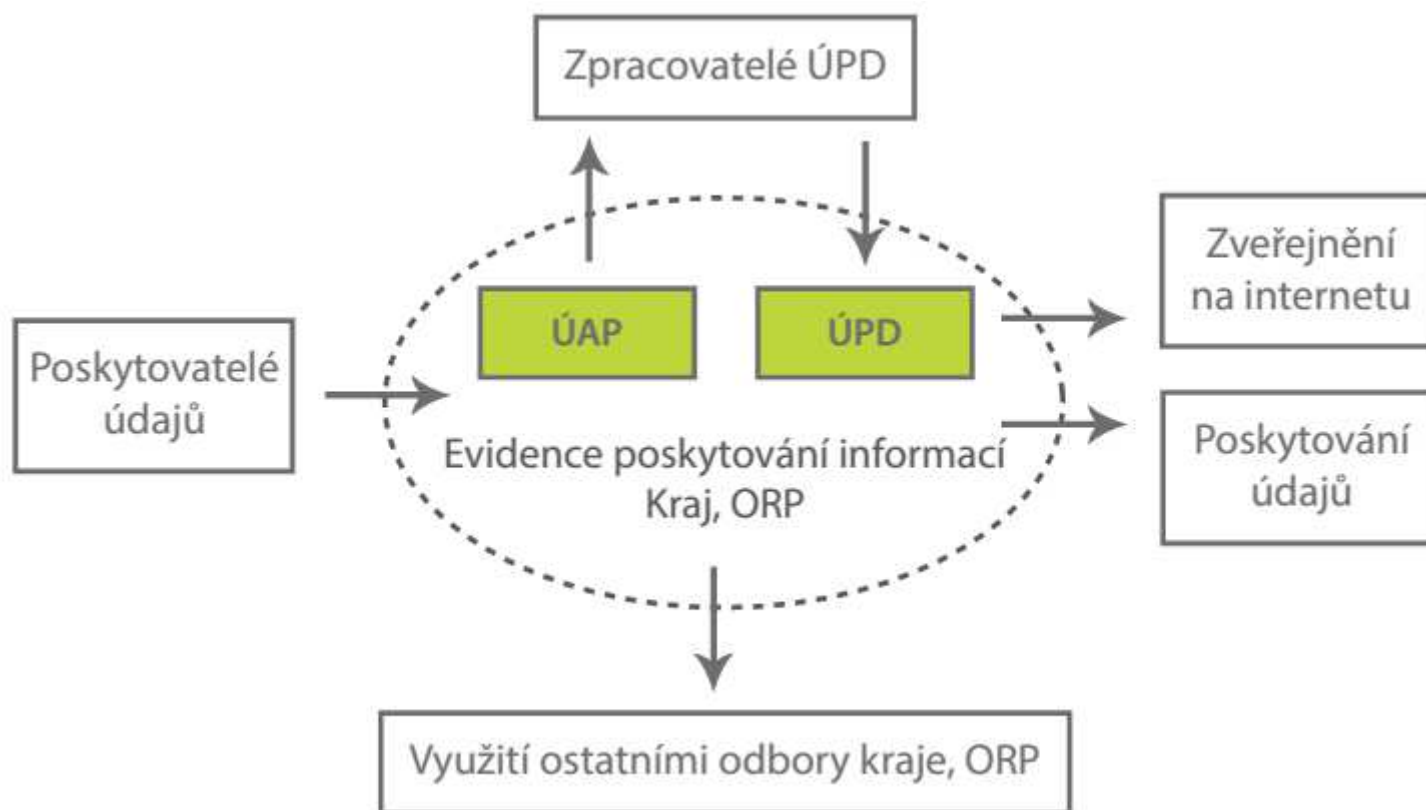 Zpracovatelé ÚPD
Zveřejnění
na internetu
ÚAP
ÚPD
Poskytovatelé
údajů
Evidence poskytování informací
Kraj, ORP
Poskytování
údajů
Využití ostatními odbory kraje, ORP